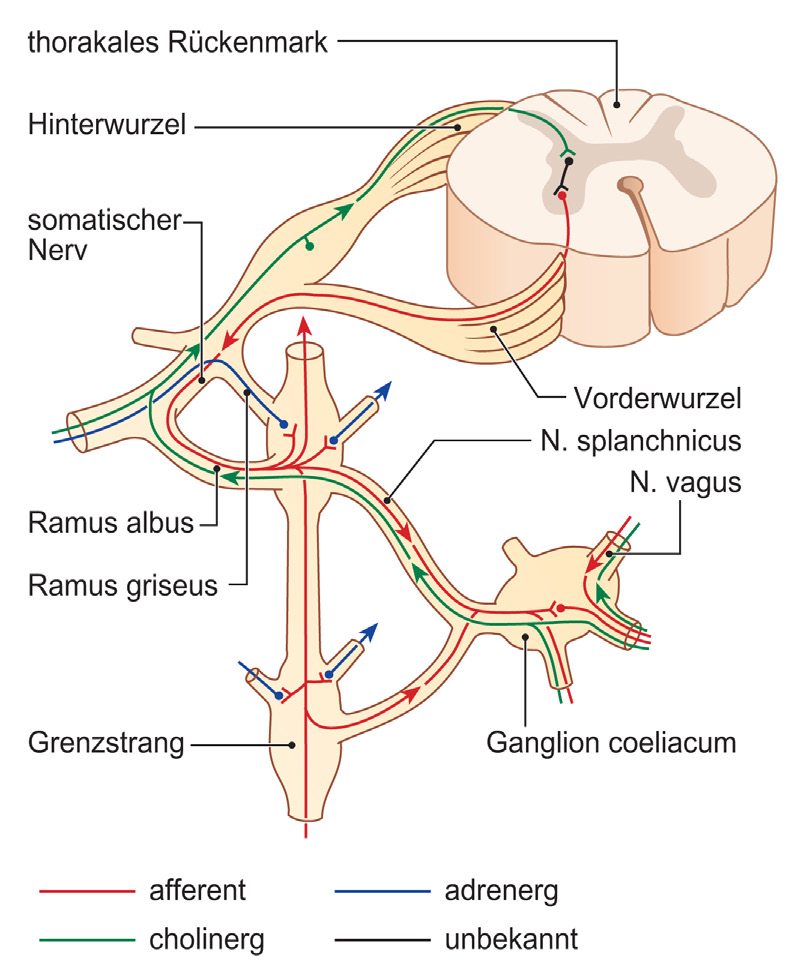 thorakales Rückenmark
Hinterwurzel
somatischer
Nerv
Vorderwurzel
N. splanchnicus
N. vagus
Ramus albus
Ramus griseus
Grenzstrang
Ganglion coeliacum
afferent
adrenerg
cholinerg
unbekannt